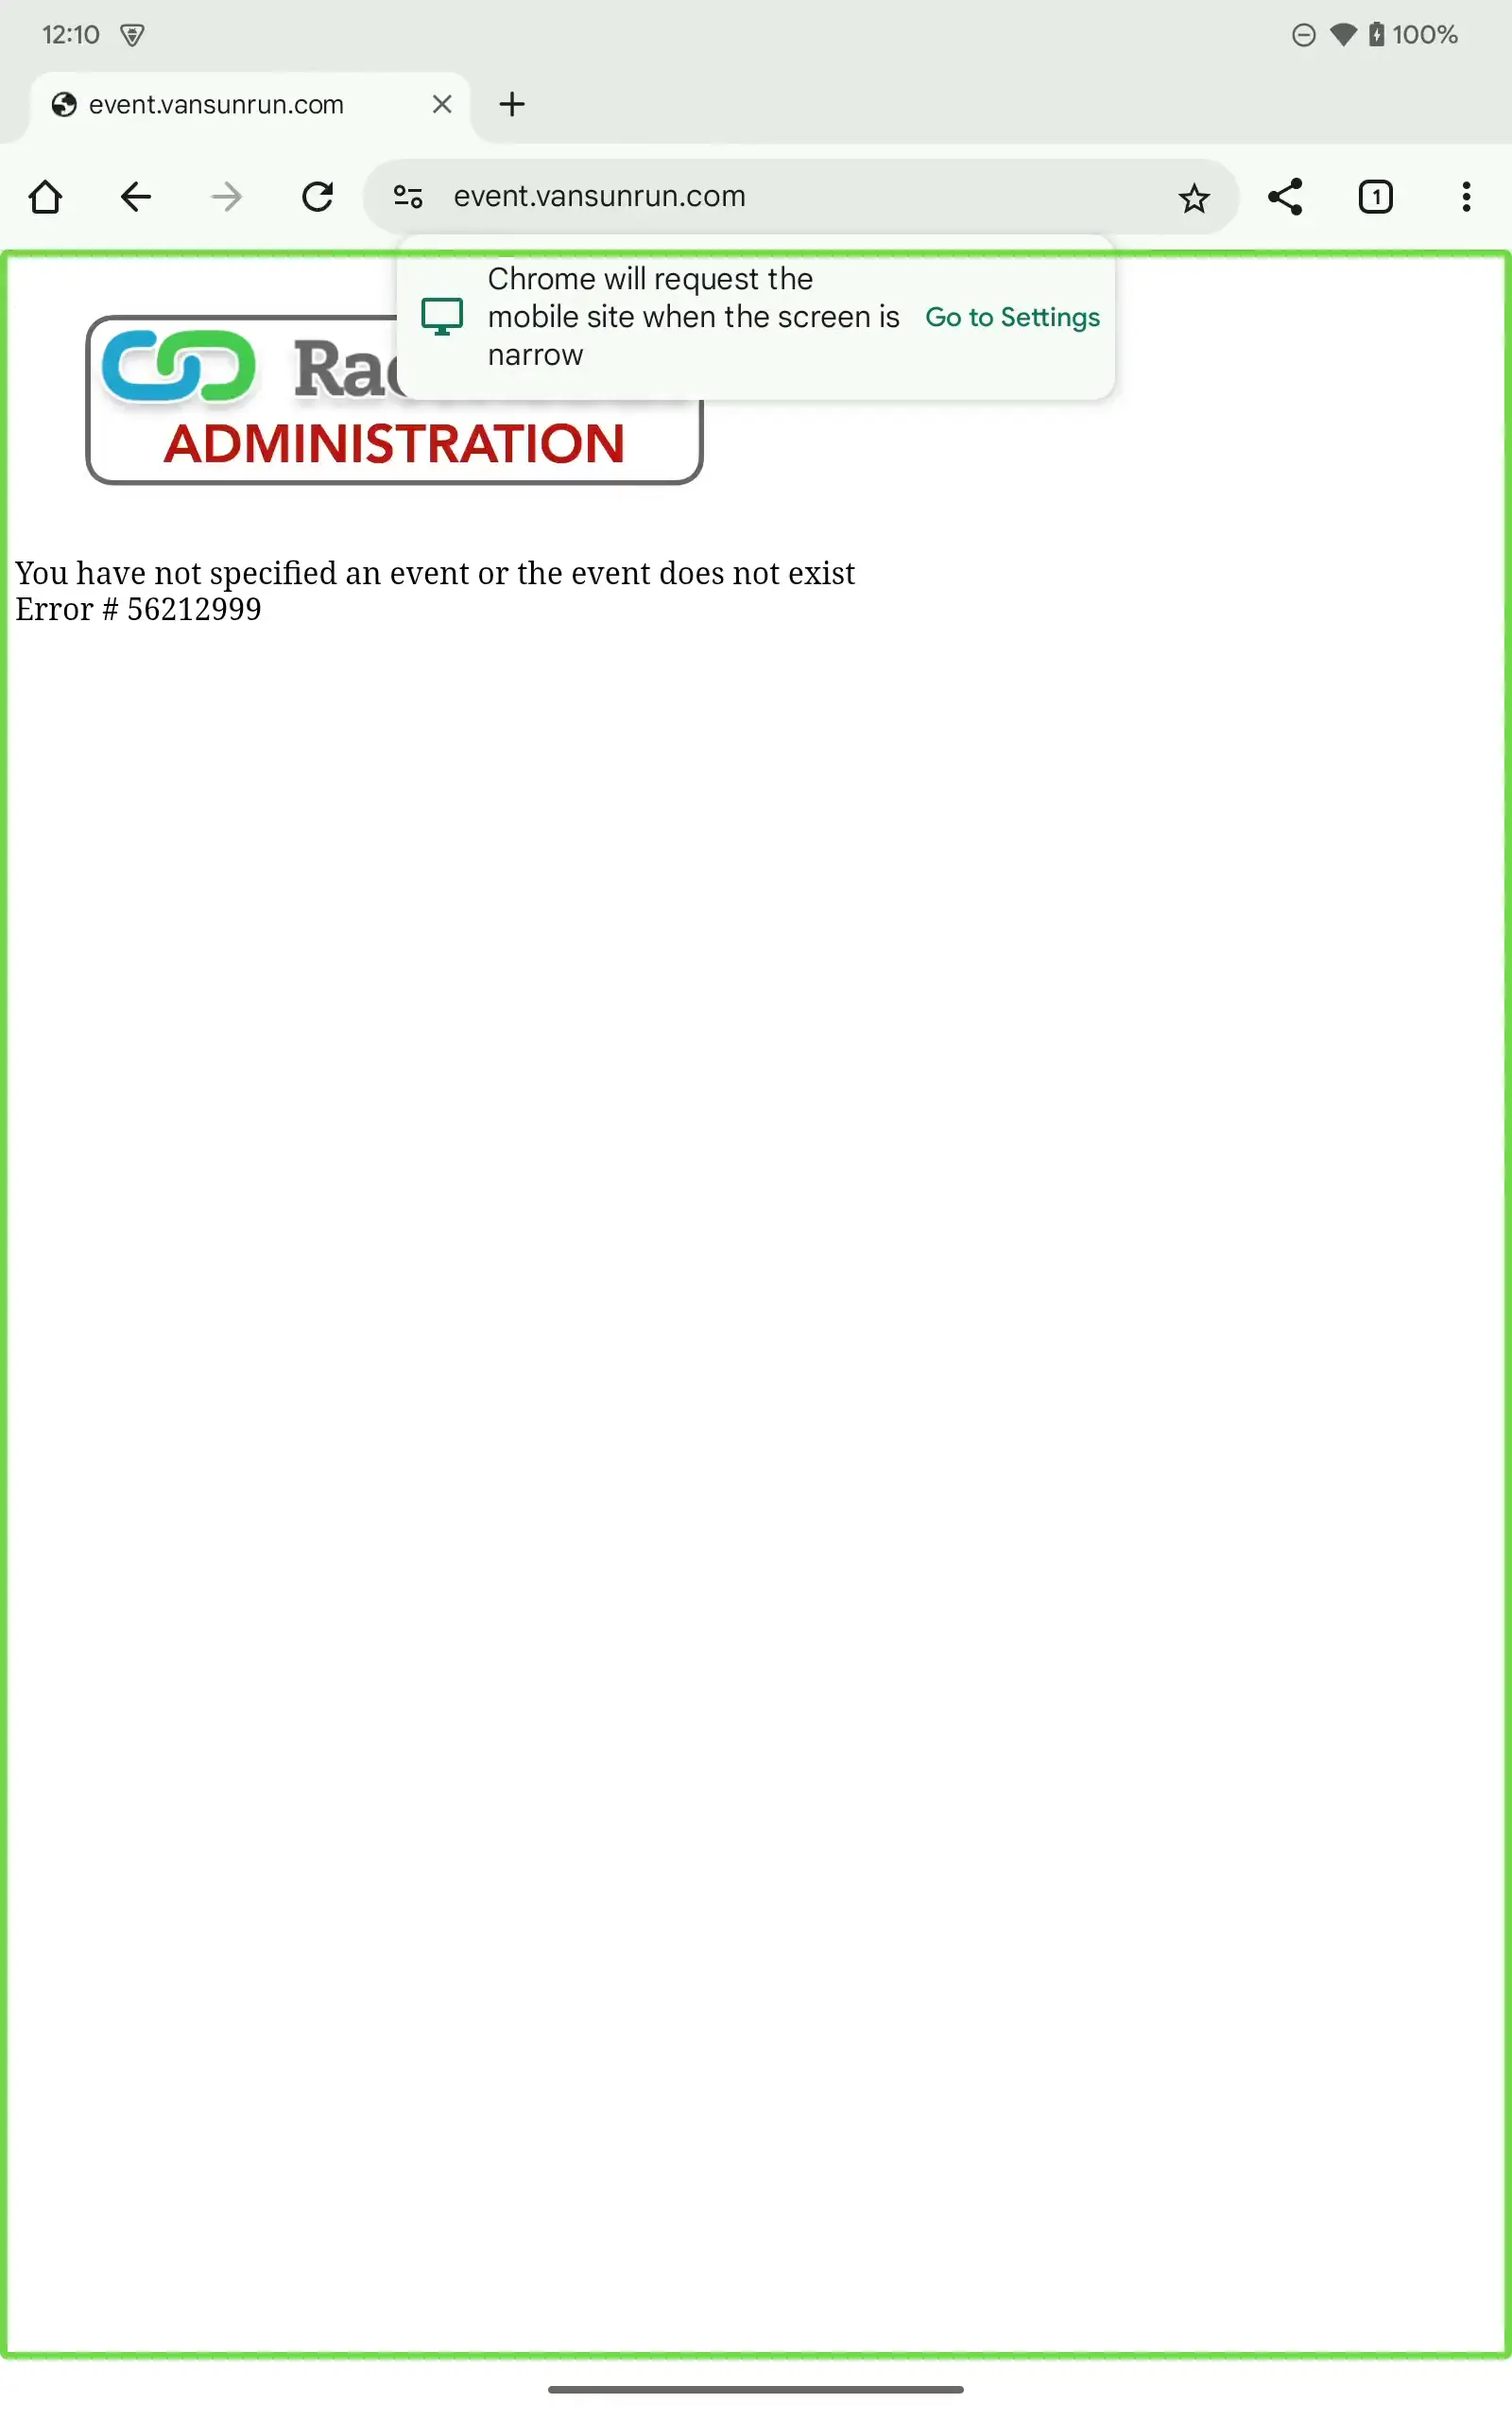 12:10
100%
event.vansunrun.com
event.vansunrun.com
1
Chrome will request the
mobile site when the screen is
narrow
Go to Settings
ADMINISTRATION
You have not specified an event or the event does not exist
Error # 56212999